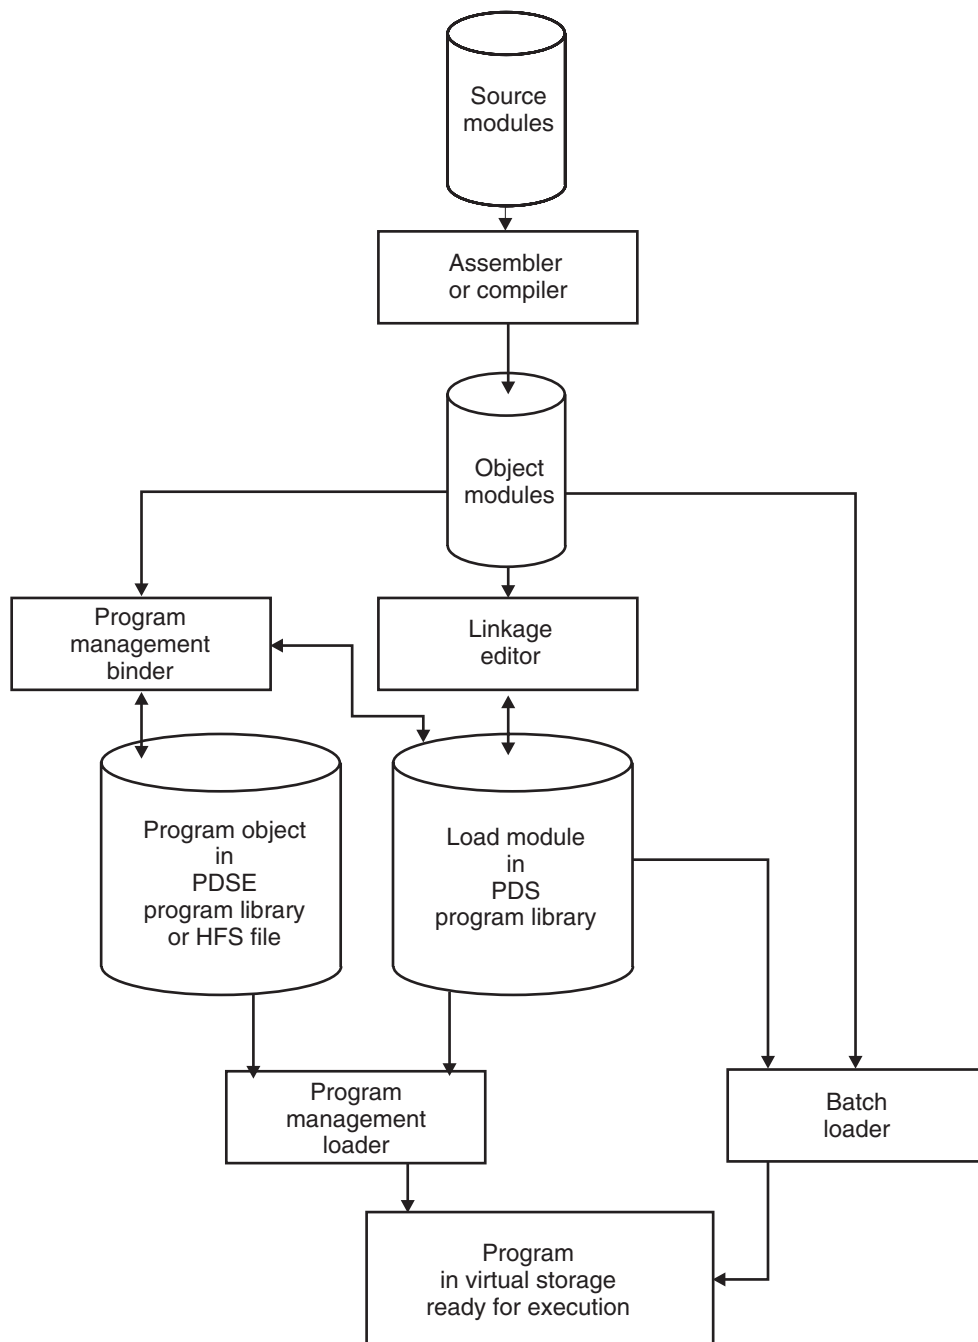 Source
modules
Assembler
or compiler
Object
modules
Program
management
binder
Linkage
editor
Program object
in
PDSE
program library
or HFS file
Load module
in
PDS
program library
Program
management
loader
Batch
loader
Program
in virtual storage
ready for execution